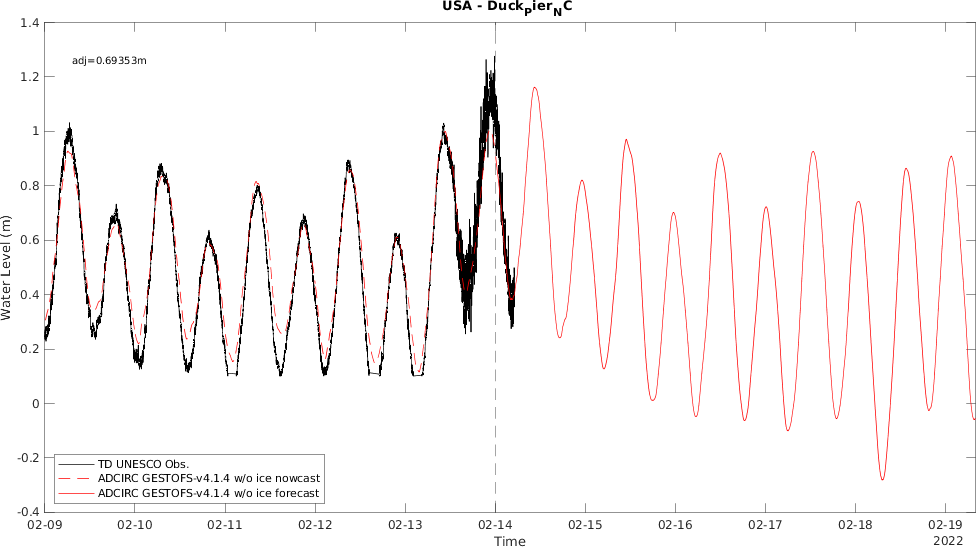 USA - Duck_Pier_NC
1.4
adj=0.69353m
1.2
1
0.8
0.6
0.4
0.2
0
-0.2
-0.4
Water Level (m)
TD UNESCO Obs.
ADCIRC GESTOFS-v4.1.4 w/o ice nowcast
ADCIRC GESTOFS-v4.1.4 w/o ice forecast
02-09 02-10 02-11 02-12 02-13 02-14 02-15 02-16 02-17 02-18 02-19
Time
2022